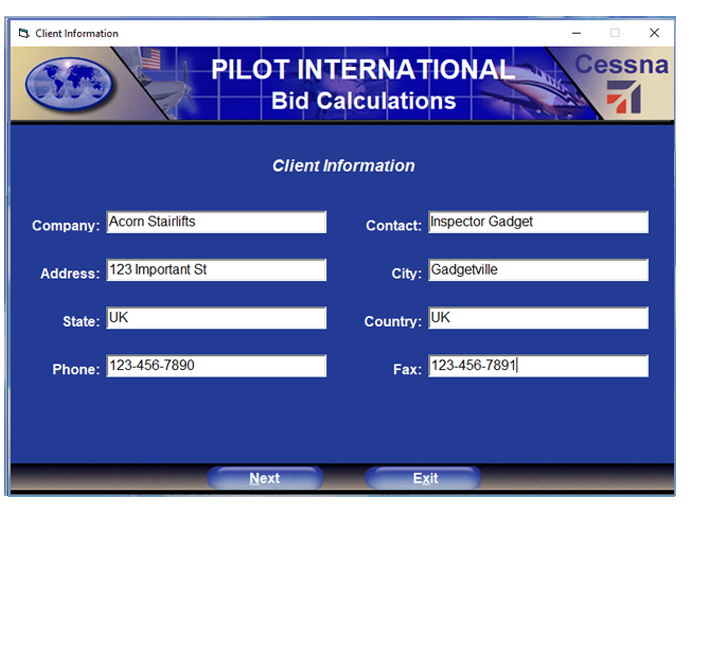 Client Information
PILOT INTERNATIONAL
Bid Calculations
Cessna
Client Information
Company: Acorn Stairlifts Contact: Inspector Gadget
Address: 123 Important St City: Gadgetville
State: UK Country: UK
Phone: 123-456-7890 Fax: 123-456-7891
Next Exit